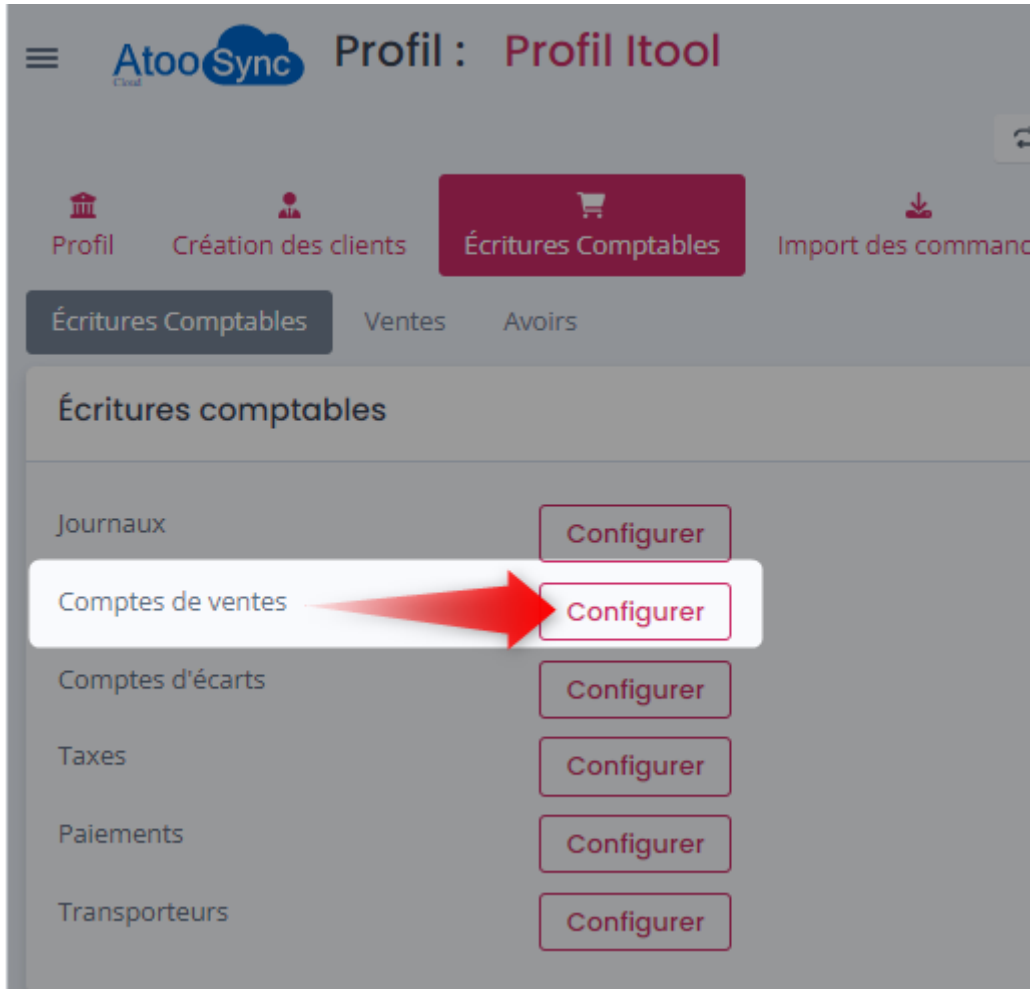 AtooSync
Cloud
Profil : Profil Itool
Profil
Création des clients
Écritures Comptables
Import des command
Écritures Comptables
Ventes
Avoirs
Écritures comptables
Journaux
Configurer
Comptes de ventes
Configurer
Comptes d'écarts
Configurer
Taxes
Configurer
Paiements
Configurer
Transporteurs
Configurer